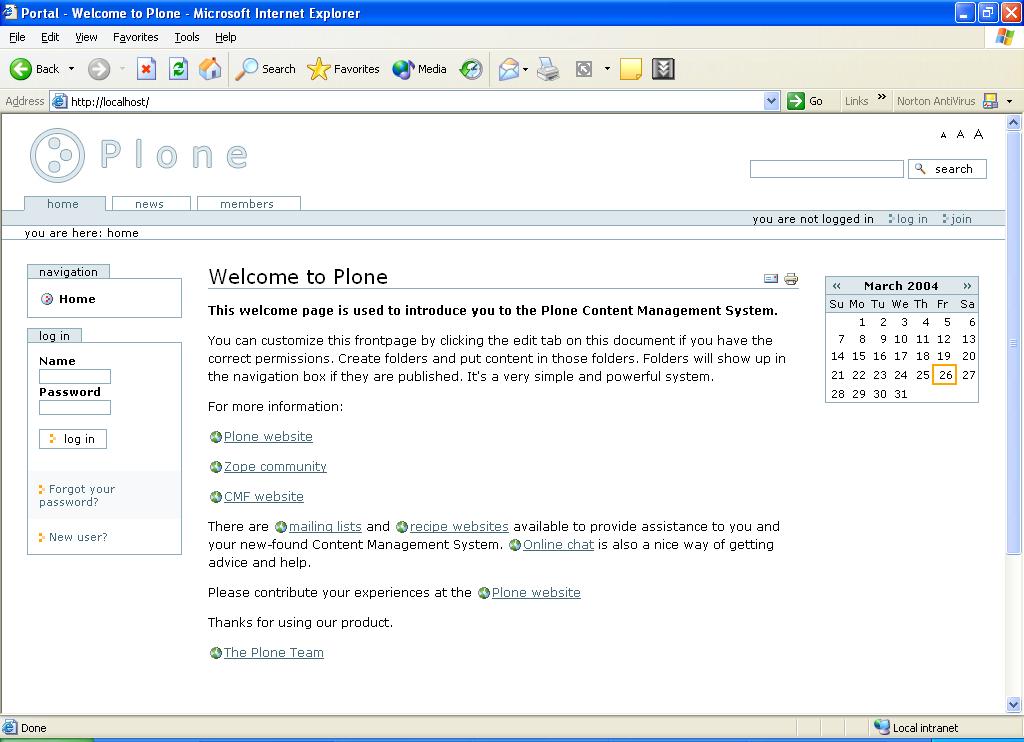 Portal - Welcome to Plone - Microsoft Internet Explorer
File Edit View Favorites Tools Help
Back Search Favorites Media
Address http://localhost/ Go Links » Norton AntiVirus
Plone
A A A
search
home news members
you are not logged in log in join
you are here: home
navigation
Home
log in
Name
Password
log in
Forgot your
password?
New user?
Welcome to Plone
This welcome page is used to introduce you to the Plone Content Management System.
You can customize this frontpage by clicking the edit tab on this document if you have the
correct permissions. Create folders and put content in those folders. Folders will show up in
the navigation box if they are published. It's a very simple and powerful system.
For more information:
Plone website
Zope community
CMF website
There are mailing lists and recipe websites available to provide assistance to you and
your new-found Content Management System. Online chat is also a nice way of getting
advice and help.
Please contribute your experiences at the Plone website
Thanks for using our product.
The Plone Team
« March 2004 »
Su Mo Tu We Th Fr Sa
1 2 3 4 5 6
7 8 9 10 11 12 13
14 15 16 17 18 19 20
21 22 23 24 25 26 27
28 29 30 31
Done Local intranet